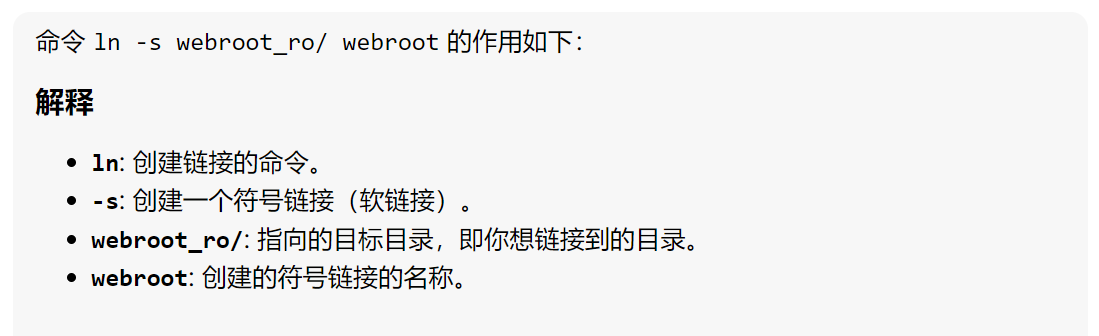 命令 ln -s webroot_ro/ webroot 的作用如下：
解释
• ln: 创建链接的命令。
• -s: 创建一个符号链接（软链接）。
• webroot_ro/: 指向的目标目录，即你想链接到的目录。
• webroot: 创建的符号链接的名称。